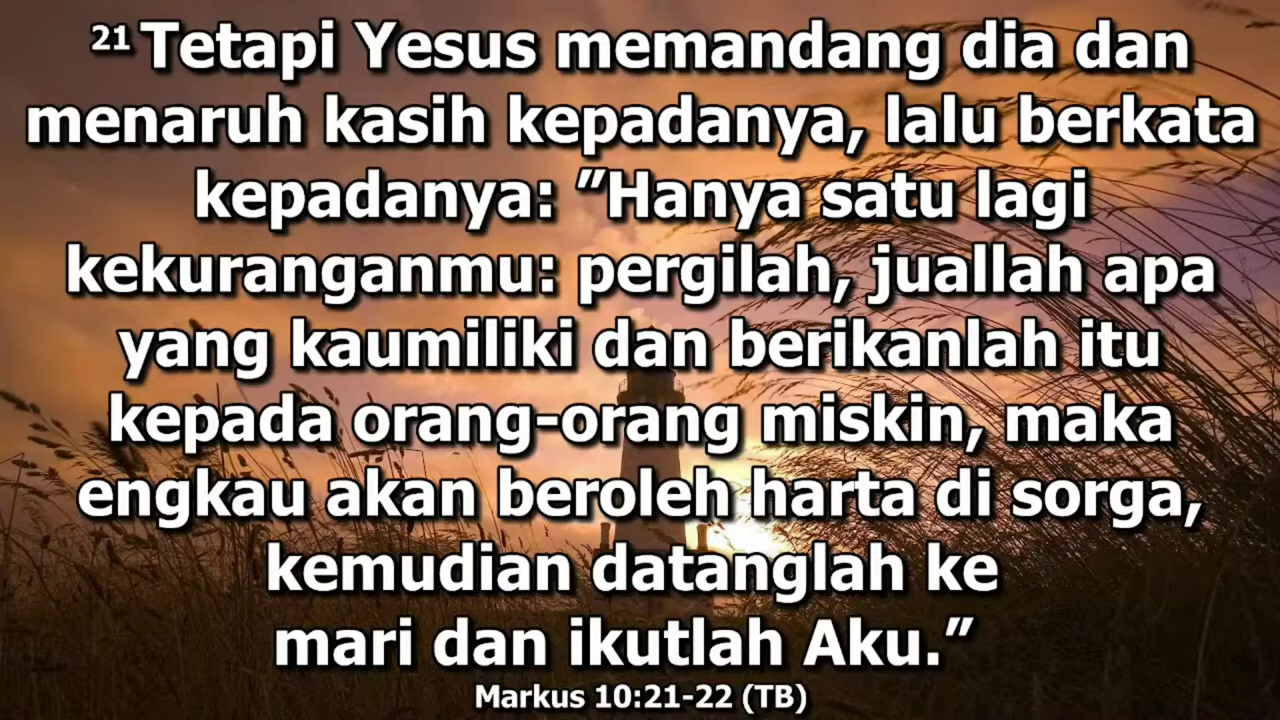 21 Tetapi Yesus memandang dia dan
menaruh kasih kepadanya, lalu berkata
kepadanya: ”Hanya satu lagi
kekuranganmu: pergilah, juallah apa
yang kaumiliki dan berikanlah itu
kepada orang-orang miskin, maka
engkau akan beroleh harta di sorga,
kemudian datanglah ke
mari dan ikutlah Aku.”
Markus 10:21-22 (TB)